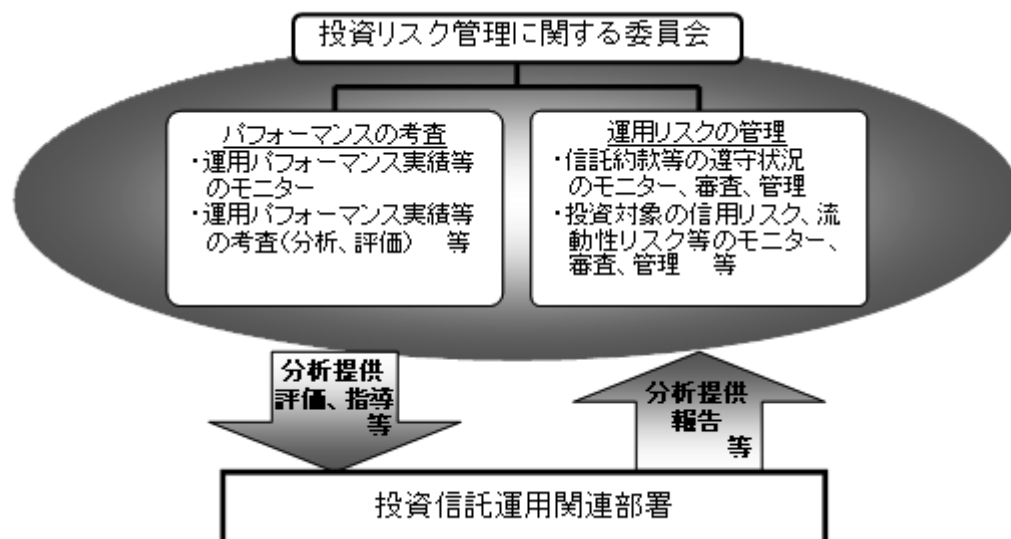 投資リスク管理に関する委員会
パフォーマンスの考査
・運用パフォーマンス実績等
のモニター
・運用パフォーマンス実績等
の考査(分析、評価) 等
運用リスクの管理
・信託約款等の遵守状況
のモニター、審査、管理
・投資対象の信用リスク、流
動性リスク等のモニター、
審査、管理 等
分析提供
評価、指導
等
分析提供
報告
等
投資信託運用関連部署